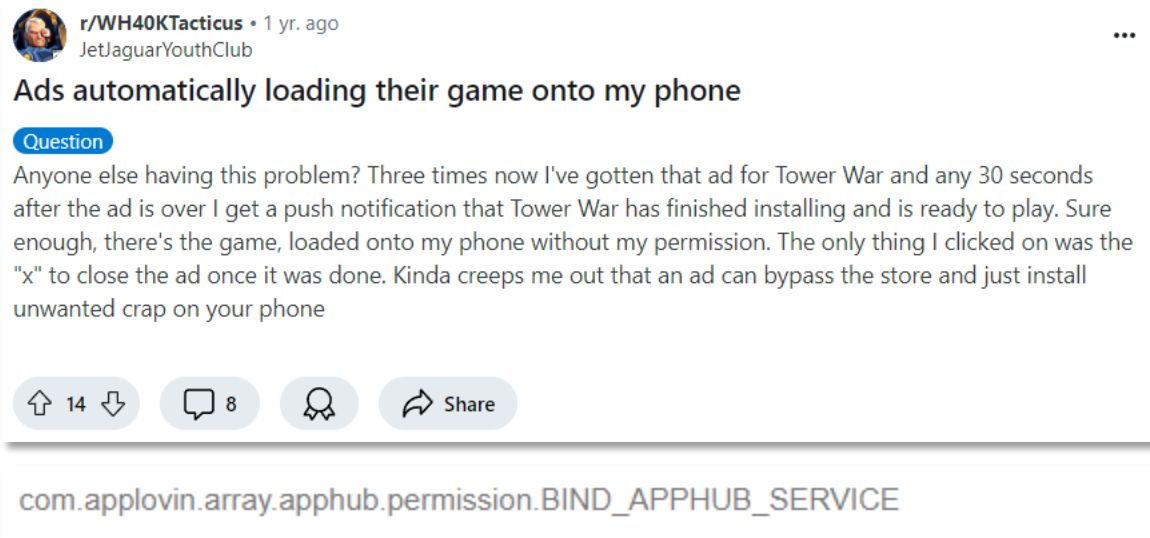 r/WH40KTacticus • 1 yr. ago
JetJaguarYouthClub
Ads automatically loading their game onto my phone
Question
Anyone else having this problem? Three times now I've gotten that ad for Tower War and any 30 seconds
after the ad is over I get a push notification that Tower War has finished installing and is ready to play. Sure
enough, there's the game, loaded onto my phone without my permission. The only thing I clicked on was the
"x" to close the ad once it was done. Kinda creeps me out that an ad can bypass the store and just install
unwanted crap on your phone
14
8
Share
com.applovin.array.apphub.permission.BIND_APPHUB_SERVICE